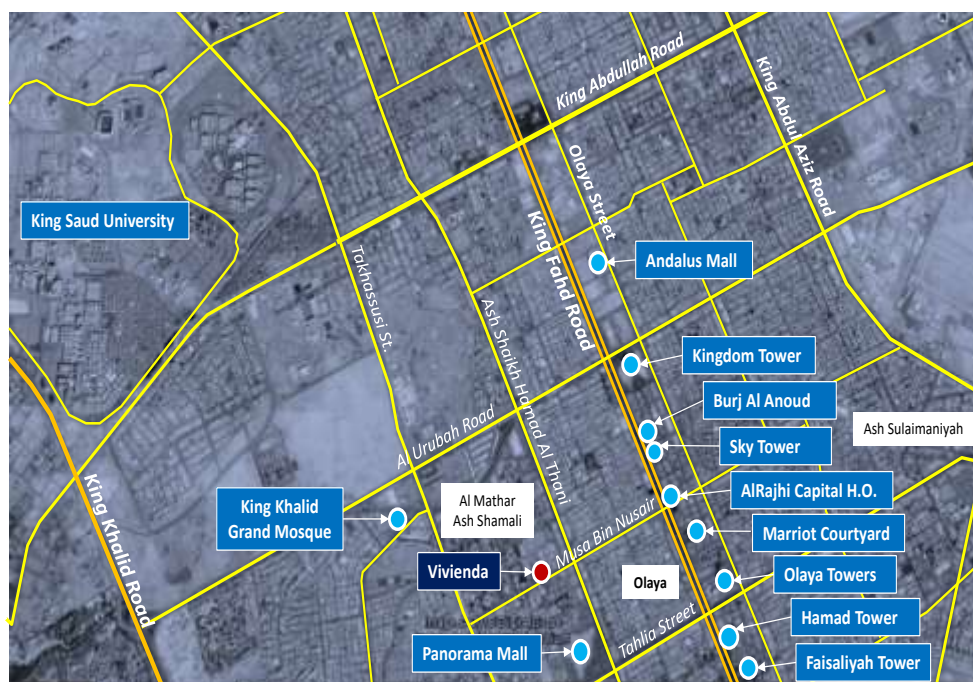 King Abdullah Road
King Abdul Aziz Road
Olaya Street
King Saud University
King Fahd Road
Andalus Mall
Takhassusi St.
Ash Shaikh Hamad Al Thani
Kingdom Tower
Burj Al Anoud
Al Urubah Road
Ash Sulaimaniyah
Sky Tower
King Khalid Road
AlRajhi Capital H.O.
Al Mathar
Ash Shamali
King Khalid
Grand Mosque
Musa Bin Nusair
Marriot Courtyard
Vivienda
Olaya
Olaya Towers
Tahlia Street
Hamad Tower
Panorama Mall
Faisaliyah Tower